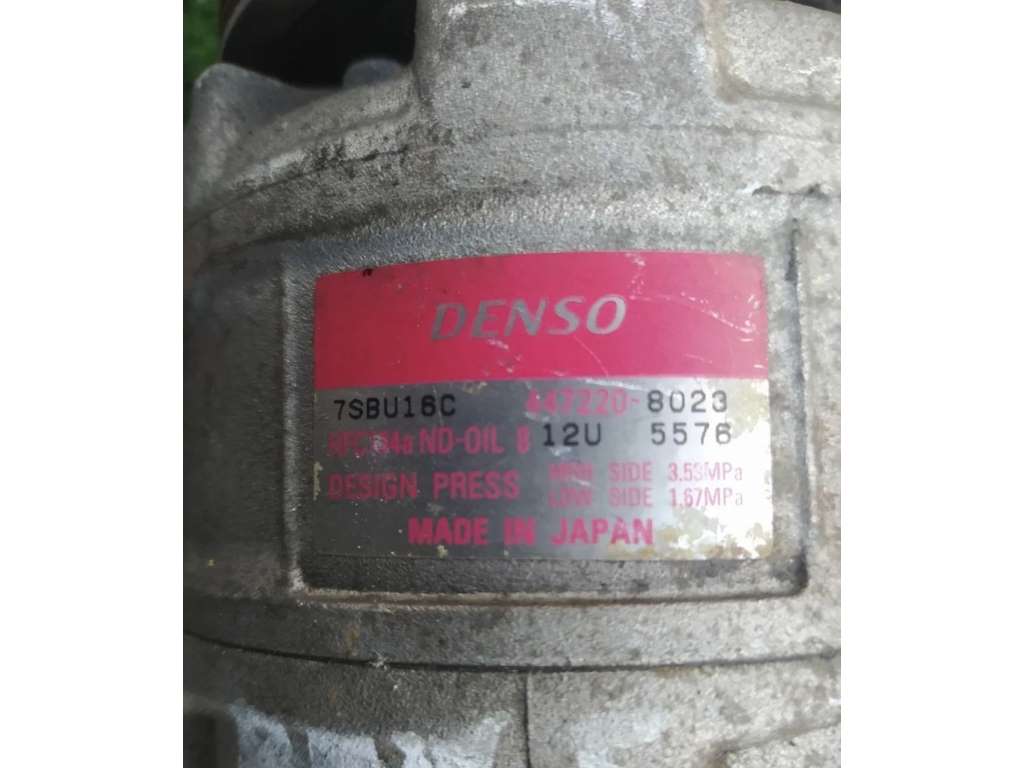 DENSO
7SBU16C 447220-8023
HFC134a ND-OIL 8 12U 5576
DESIGN PRESS HIGH SIDE 3.53MPa
LOW SIDE 1.67MPa
MADE IN JAPAN